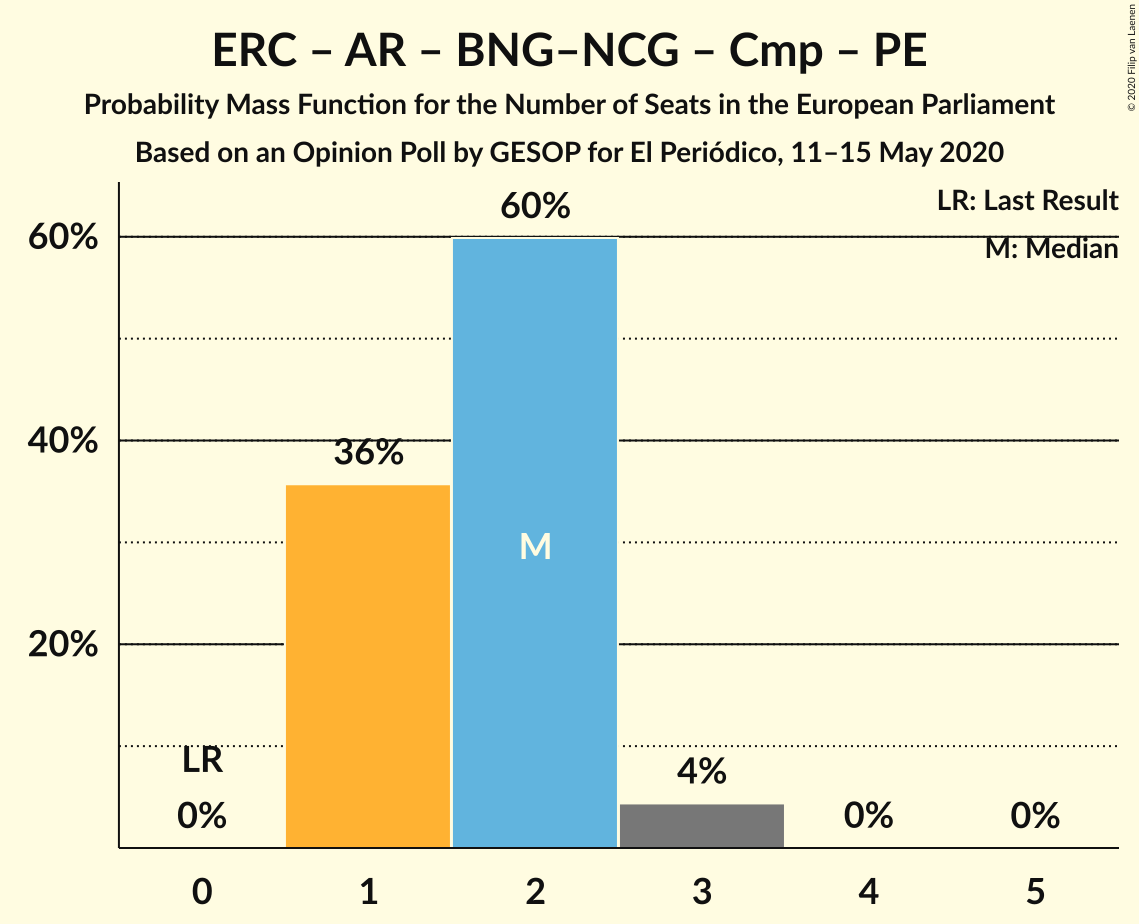 ERC – AR – BNG–NCG – Cmp – PE
Probability Mass Function for the Number of Seats in the European Parliament
Based on an Opinion Poll by GESOP for El Periódico, 11–15 May 2020
© 2020 Filip van Laenen
LR: Last Result
M: Median
60%
40%
20%
LR
0%
36%
60%
M
4%
0%
0%
0 1 2 3 4 5